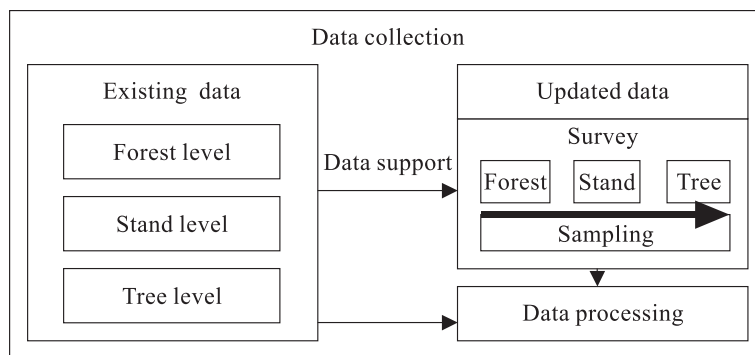 Data collection
Existing data
Forest level
Stand level
Tree level
Data support
Updated data
Survey
Forest
Stand
Tree
Sampling
Data processing